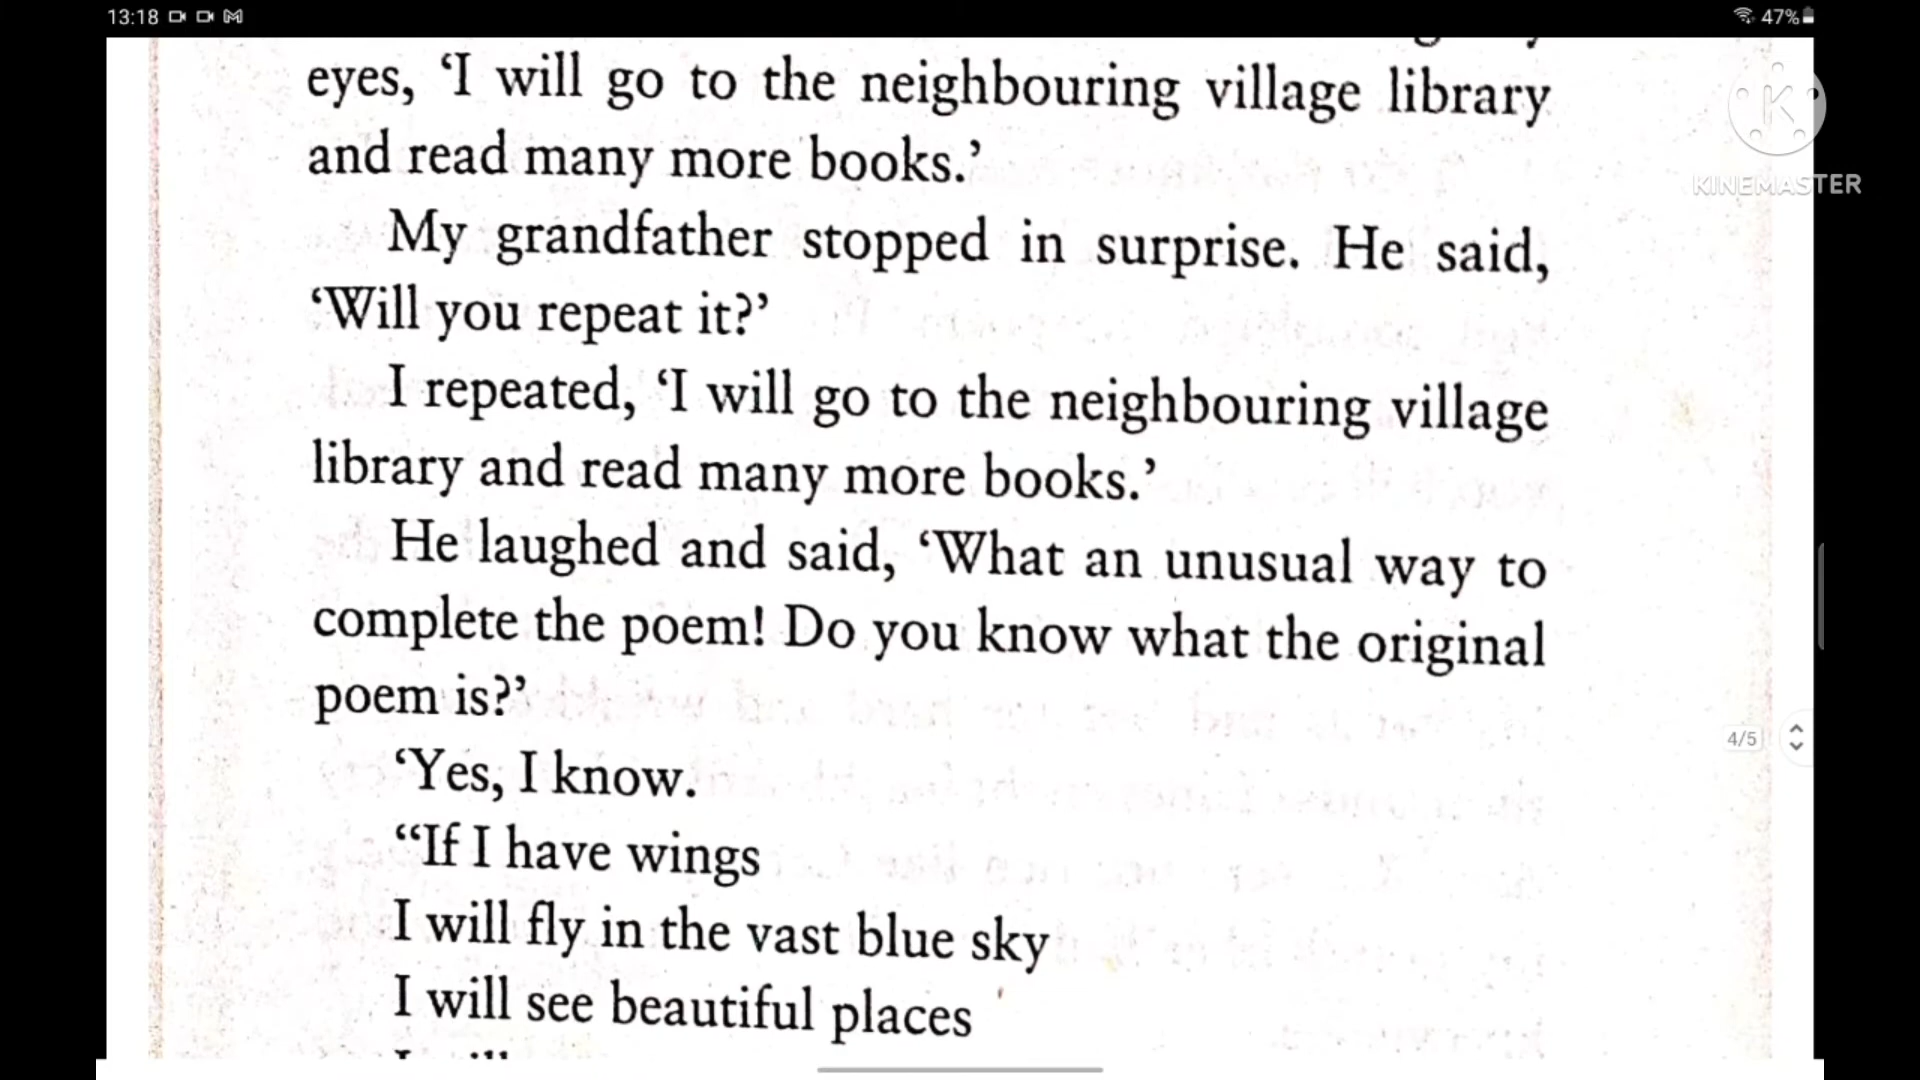 13:18
47%
eyes, ‘I will go to the neighbouring village library
and read many more books.’
My grandfather stopped in surprise. He said,
‘Will you repeat it?’
I repeated, ‘I will go to the neighbouring village
library and read many more books.’
He laughed and said, ‘What an unusual way to
complete the poem! Do you know what the original
poem is?’
‘Yes, I know.
“If I have wings
I will fly in the vast blue sky
I will see beautiful places
K
KINEMASTER
4/5